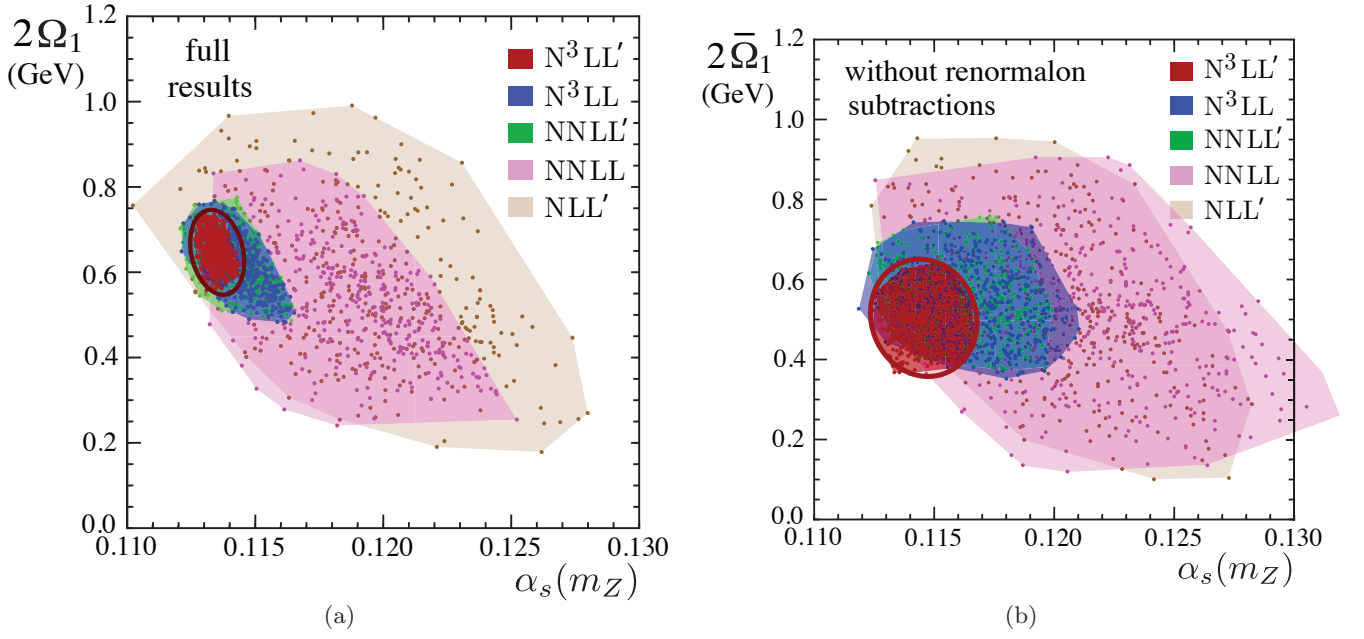 2Ω₁
(GeV)
1.2
1.0
0.8
0.6
0.4
0.2
0.0
full
results
N³LL′
N³LL
NNLL′
NNLL
NLL′
0.110
0.115
0.120
0.125
0.130
αₛ(m_Z)
(a)
2Ω̄₁
(GeV)
1.2
1.0
0.8
0.6
0.4
0.2
0.0
without renormalon
subtractions
N³LL′
N³LL
NNLL′
NNLL
NLL′
0.110
0.115
0.120
0.125
0.130
αₛ(m_Z)
(b)